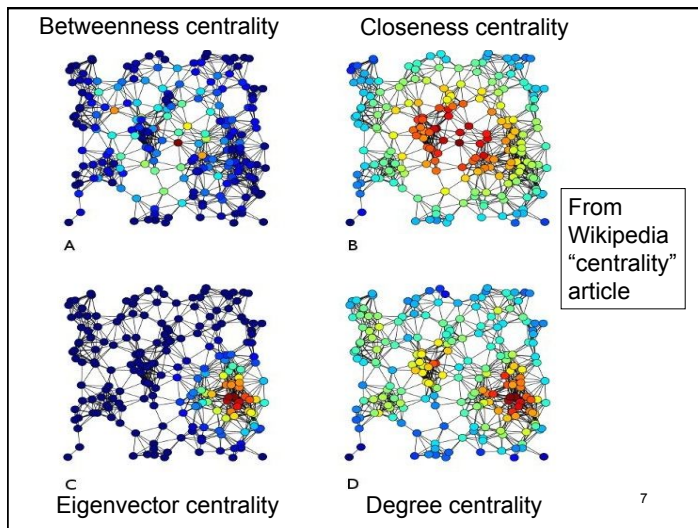 Betweenness centrality
Closeness centrality
A
B
From
Wikipedia
“centrality”
article
C
D
Eigenvector centrality
Degree centrality
7